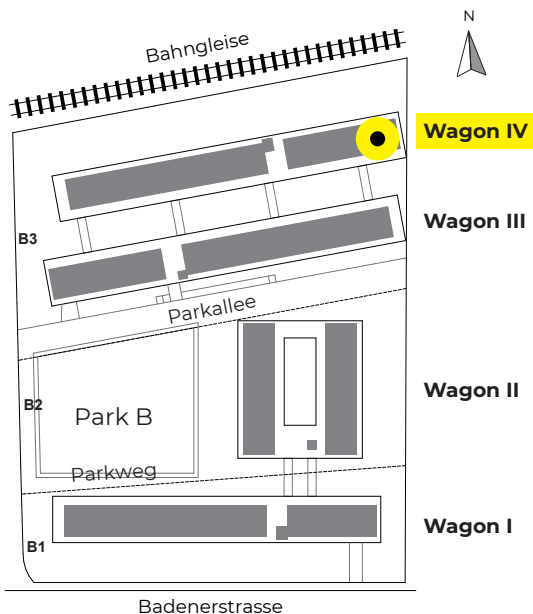 N
Bahngleise
Wagon IV
Wagon III
B3
Parkallee
Wagon II
B2
Park B
Parkweg
Wagon I
B1
Badenerstrasse